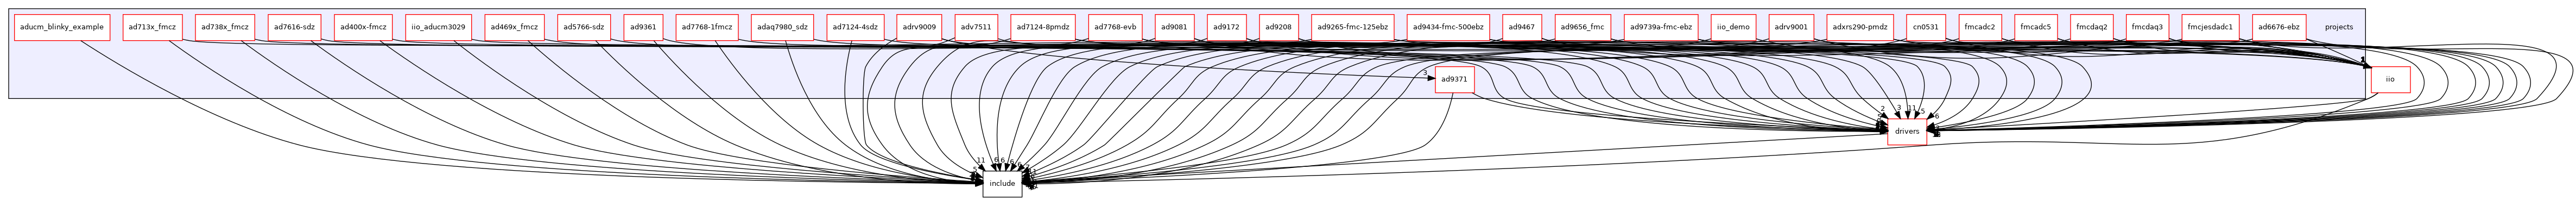 aducm_blinky_example ad713x_fmcz ad738x_fmcz ad7616-sdz ad400x-fmcz iio_aducm3029 ad469x_fmcz ad5766-sdz ad9361 ad7768-1fmcz adaq7980_sdz ad7124-4sdz adrv9009 adv7511 ad7124-8pmdz ad7768-evb ad9081 ad9172 ad9208 ad9265-fmc-125ebz ad9434-fmc-500ebz ad9467 ad9656_fmc ad9739a-fmc-ebz iio_demo adrv9001 adxrs290-pmdz cn0531 fmcadc2 fmcadc5 fmcdaq2 fmcdaq3 fmcjesdadc1 ad6676-ebz projects
3 ad9371 iio
2 3 11 5
6
drivers
11 6 6
include